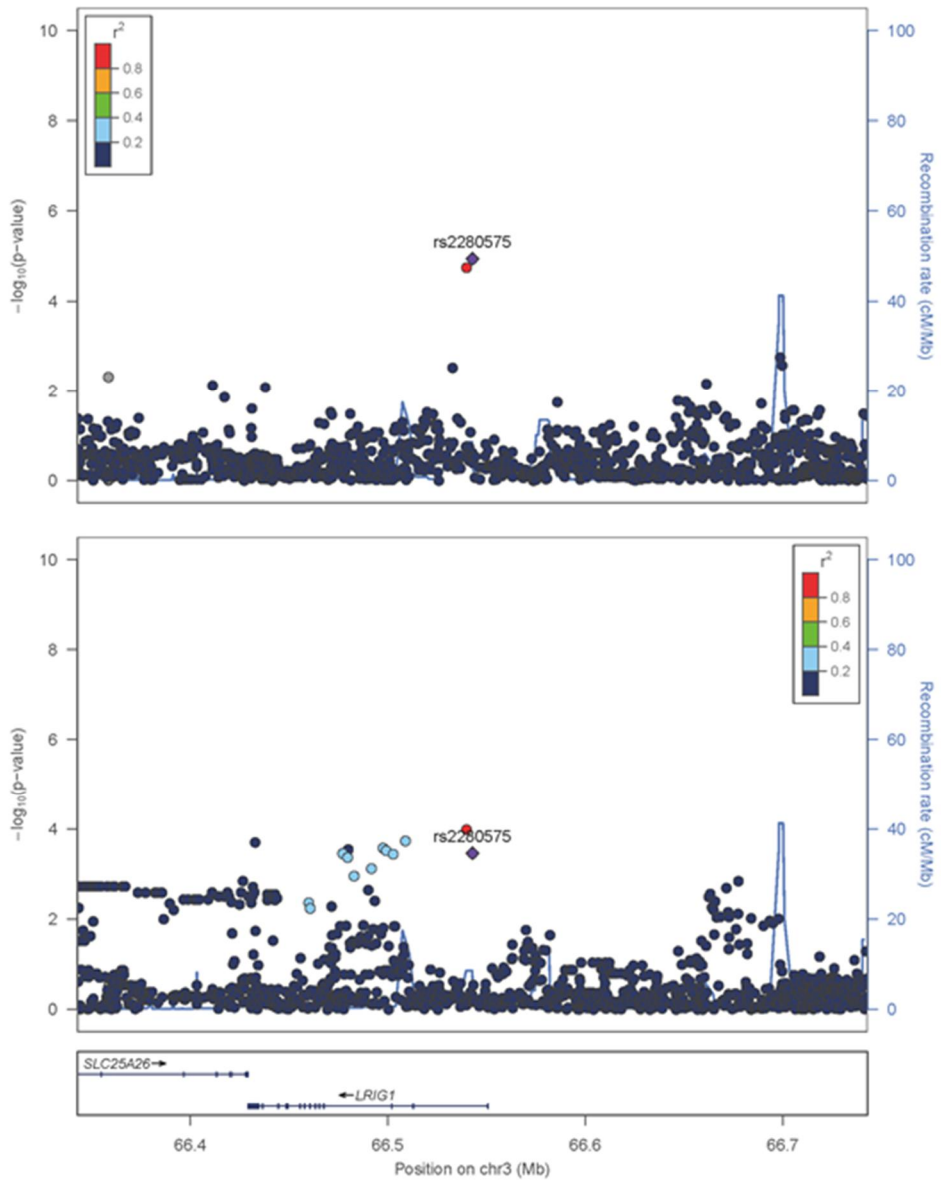 10
8
6
4
2
0
−log10(p−value)
r2
0.8
0.6
0.4
0.2
rs2280575
100
80
60
40
20
0
Recombination rate (cM/Mb)
10
8
6
4
2
0
−log10(p−value)
rs2280575
r2
0.8
0.6
0.4
0.2
100
80
60
40
20
0
Recombination rate (cM/Mb)
SLC25A26→
←LRIG1
66.4 66.5 66.6 66.7
Position on chr3 (Mb)